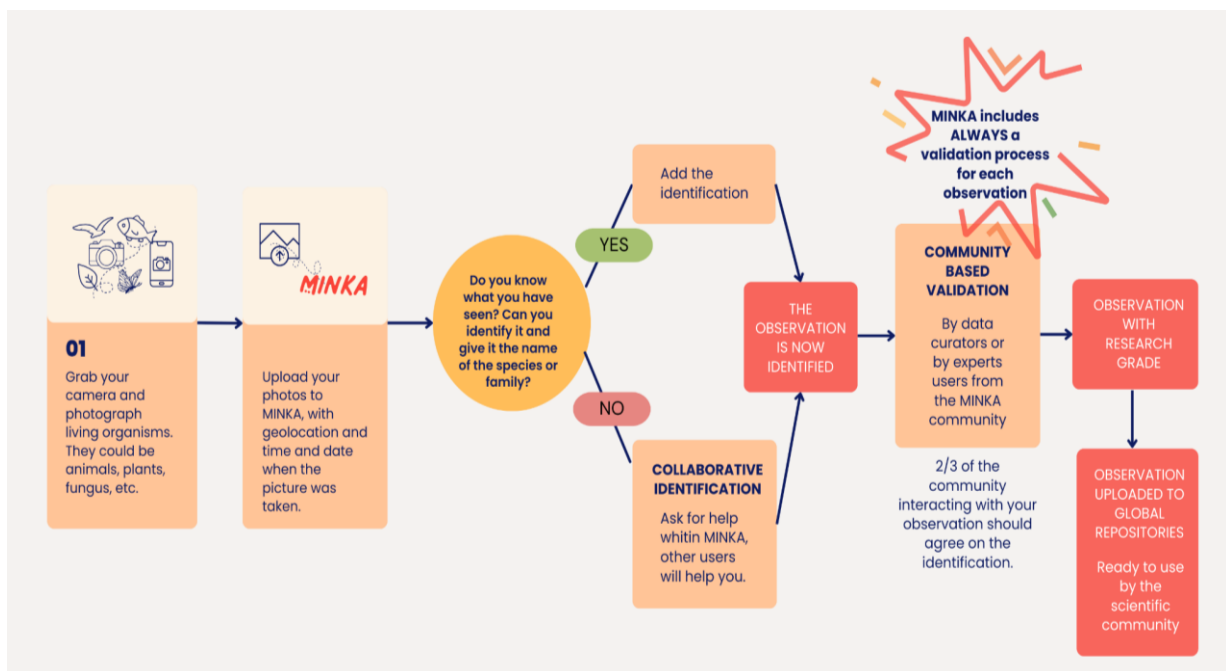 01
Grab your
camera and
photograph
living organisms.
They could be
animals, plants,
fungus, etc.
MINKA
Upload your
photos to
MINKA, with
geolocation and
time and date
when the
picture was
taken.
Do you know
what you have
seen? Can you
identify it and
give it the name
of the species or
family?
YES
Add the
identification
NO
COLLABORATIVE
IDENTIFICATION
Ask for help
whitin MINKA,
other users
will help you.
THE
OBSERVATION
IS NOW
IDENTIFIED
MINKA includes
ALWAYS a
validation process
for each
observation
COMMUNITY
BASED
VALIDATION
By data
curators or
by experts
users from
the MINKA
community
2/3 of the
community
interacting with your
observation should
agree on the
identification.
OBSERVATION
WITH
RESEARCH
GRADE
OBSERVATION
UPLOADED TO
GLOBAL
REPOSITORIES
Ready to use
by the
scientific
community